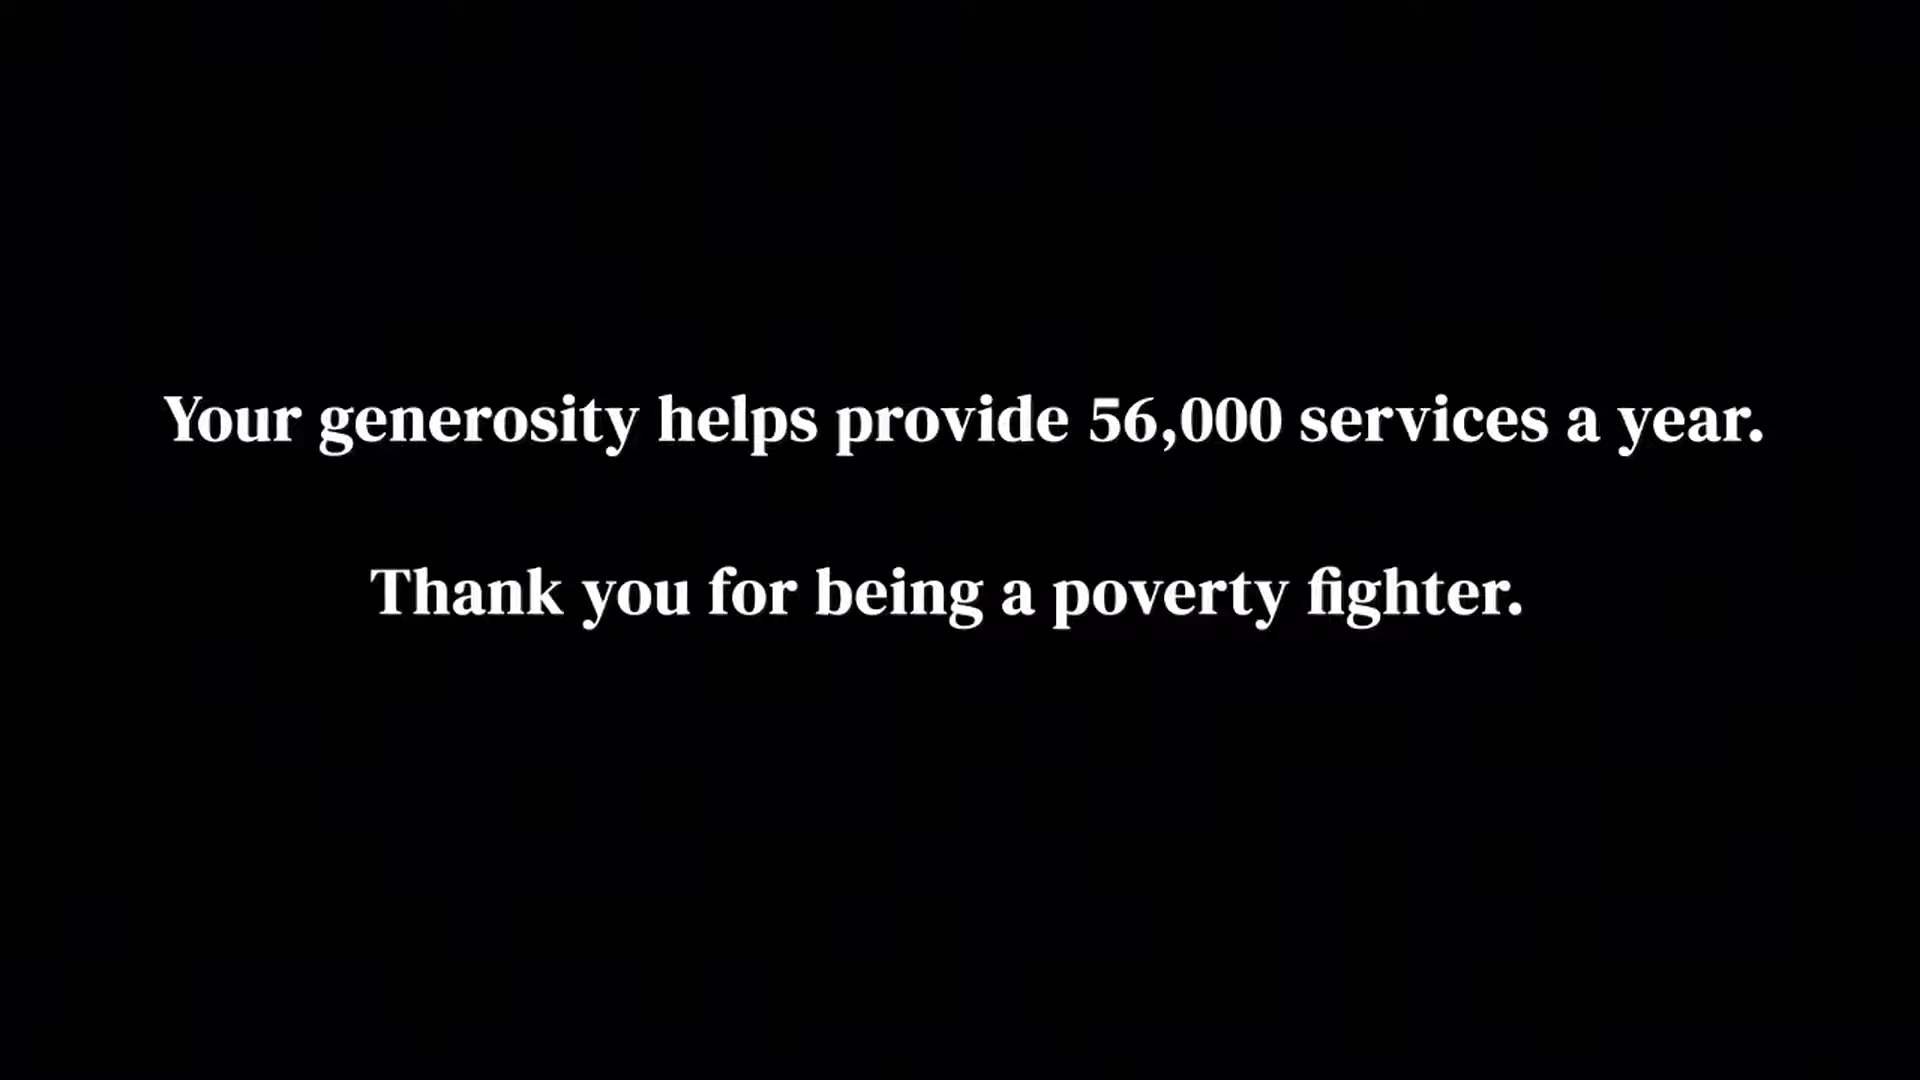 Your generosity helps provide 56,000 services a year.
Thank you for being a poverty fighter.